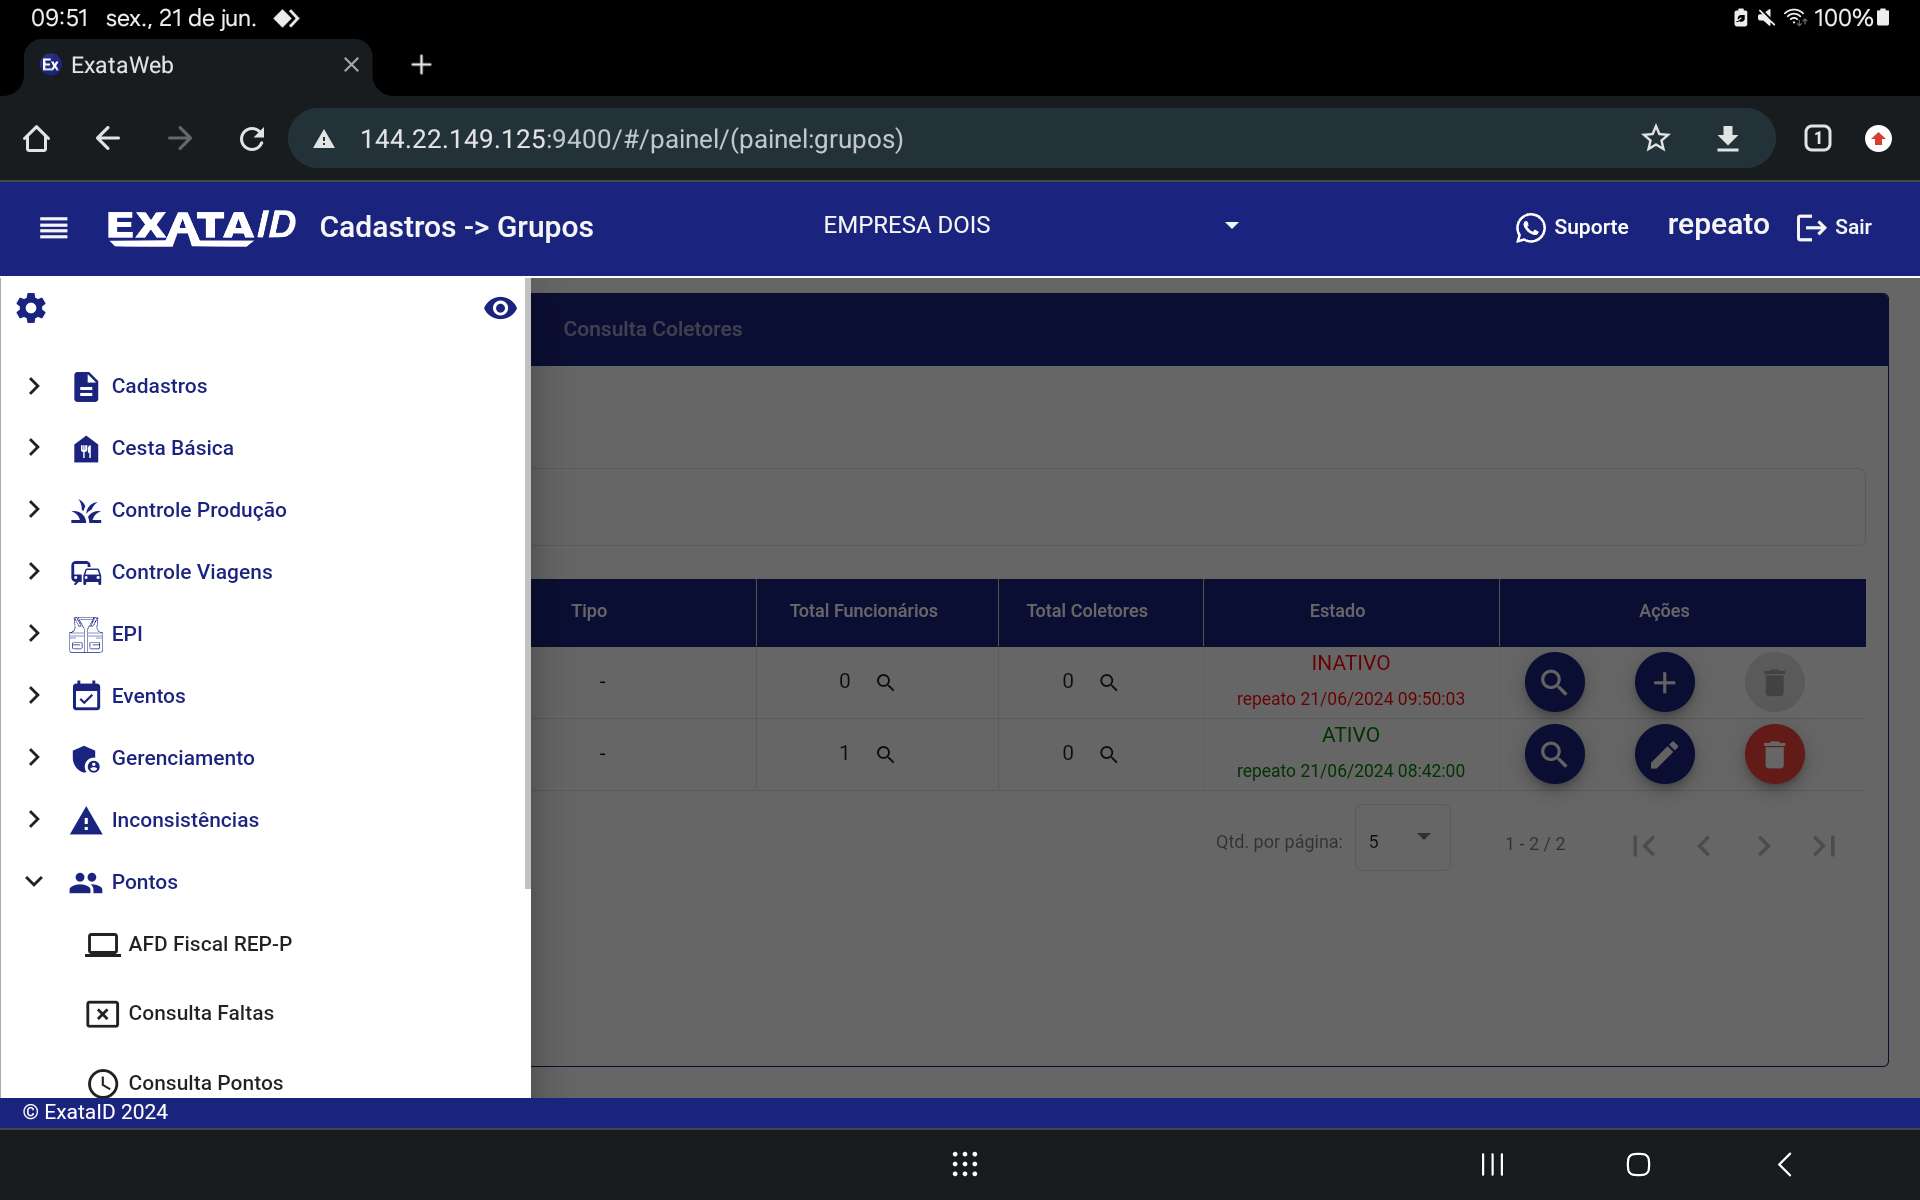 09:51 sex., 21 de jun. 100%
Ex ExataWeb
144.22.149.125:9400/#/painel/(painel:grupos) 1
EXATAID Cadastros -> Grupos EMPRESA DOIS Suporte repeato Sair
Consulta Coletores
Cadastros
Cesta Básica
Controle Produção
Controle Viagens
EPI
Eventos
Gerenciamento
Inconsistências
Pontos
AFD Fiscal REP-P
Consulta Faltas
Consulta Pontos
Tipo Total Funcionários Total Coletores Estado Ações
- 0 0 INATIVO
repeato 21/06/2024 09:50:03
- 1 0 ATIVO
repeato 21/06/2024 08:42:00
Qtd. por página: 5 1 - 2 / 2
© ExataID 2024